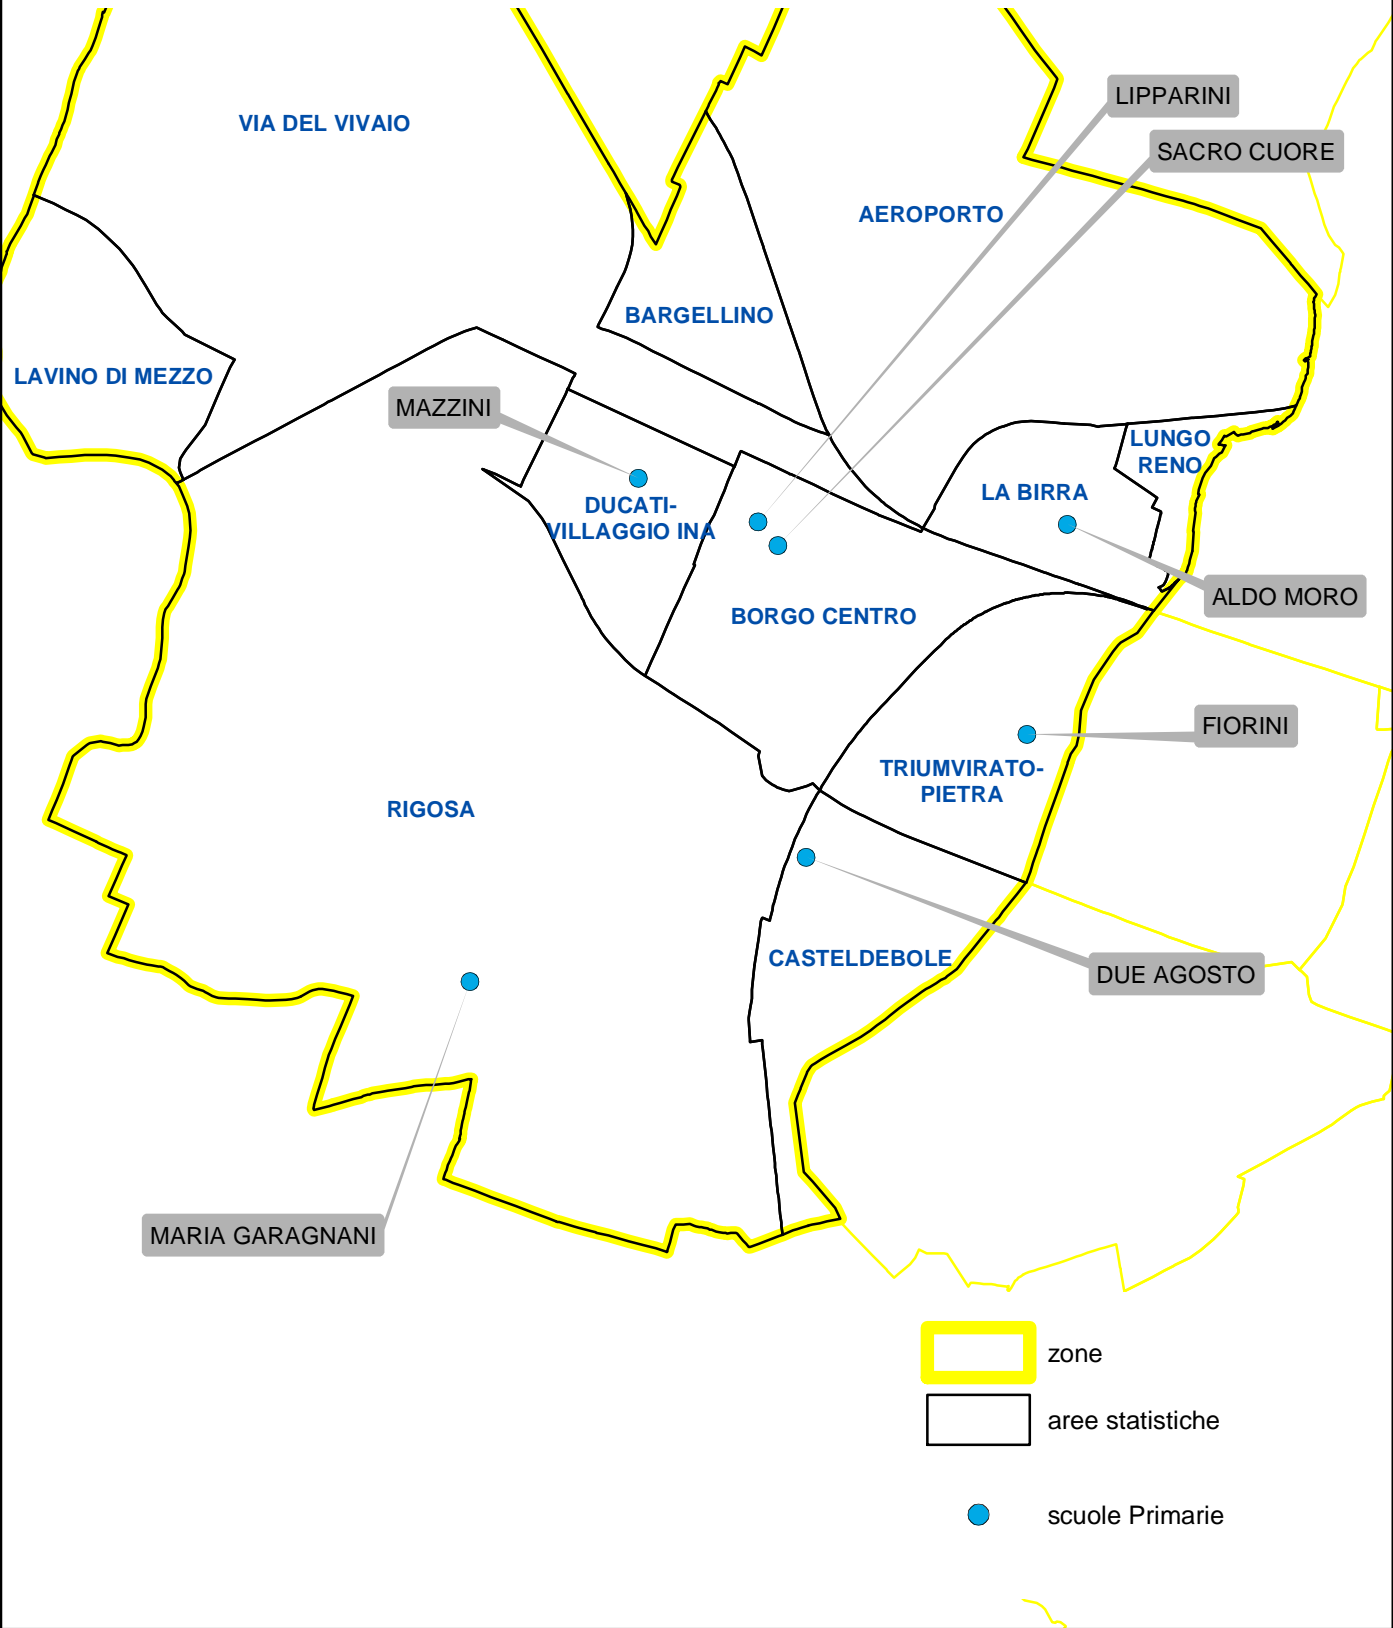 LIPPARINI
VIA DEL VIVAIO
SACRO CUORE
AEROPORTO
BARGELLINO
LAVINO DI MEZZO
MAZZINI
LUNGO
RENO
LA BIRRA
DUCATI-
VILLAGGIO INA
ALDO MORO
BORGO CENTRO
FIORINI
TRIUMVIRATO-
PIETRA
RIGOSA
CASTELDEBOLE
DUE AGOSTO
MARIA GARAGNANI
zone
aree statistiche
scuole Primarie